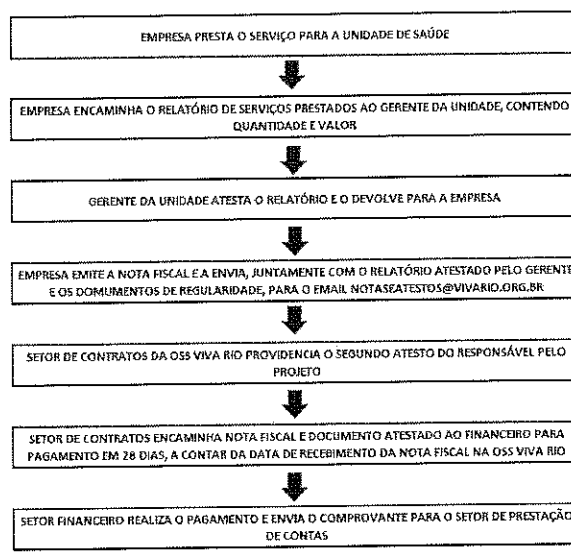 EMPRESA PRESTA O SERVIÇO PARA A UNIDADE DE SAÚDE
EMPRESA ENCAMINHA O RELATÓRIO DE SERVIÇOS PRESTADOS AO GERENTE DA UNIDADE, CONTENDO
QUANTIDADE E VALOR
GERENTE DA UNIDADE ATESTA O RELATÓRIO E O DEVOLVE PARA A EMPRESA
EMPRESA EMITE A NOTA FISCAL E A ENVIA, JUNTAMENTE COM O RELATÓRIO ATESTADO PELO GERENTE
E OS DOMUMENTOS DE REGULARIDADE, PARA O EMAIL NOTASEATESTOS@VIVARIO.ORG.BR
SETOR DE CONTRATOS DA OSS VIVA RIO PROVIDENCIA O SEGUNDO ATESTO DO RESPONSÁVEL PELO
PROJETO
SETOR DE CONTRATOS ENCAMINHA NOTA FISCAL E DOCUMENTO ATESTADO AO FINANCEIRO PARA
PAGAMENTO EM 28 DIAS, A CONTAR DA DATA DE RECEBIMENTO DA NOTA FISCAL NA OSS VIVA RIO
SETOR FINANCEIRO REALIZA O PAGAMENTO E ENVIA O COMPROVANTE PARA O SETOR DE PRESTAÇÃO
DE CONTAS